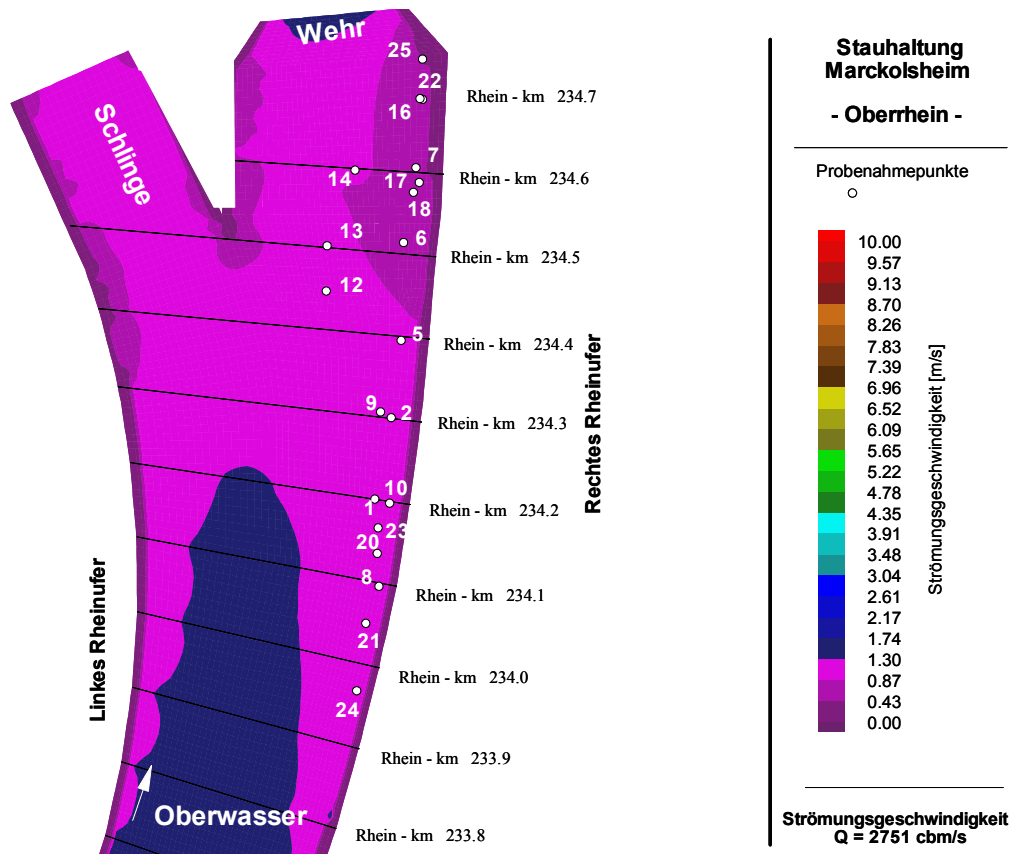 Wehr
Schlinge
25
22
16
7
14
17
18
13
6
12
5
9
2
10
1
23
20
8
21
24
Rhein - km 234.7
Rhein - km 234.6
Rhein - km 234.5
Rhein - km 234.4
Rhein - km 234.3
Rhein - km 234.2
Rhein - km 234.1
Rhein - km 234.0
Rhein - km 233.9
Rhein - km 233.8
Linkes Rheinufer
Rechtes Rheinufer
Oberwasser
Stauhaltung
Marckolsheim
- Oberrhein -
Probenahmepunkte
10.00
9.57
9.13
8.70
8.26
7.83
7.39
6.96
6.52
6.09
5.65
5.22
4.78
4.35
3.91
3.48
3.04
2.61
2.17
1.74
1.30
0.87
0.43
0.00
Strömungsgeschwindigkeit [m/s]
Strömungsgeschwindigkeit
Q = 2751 cbm/s